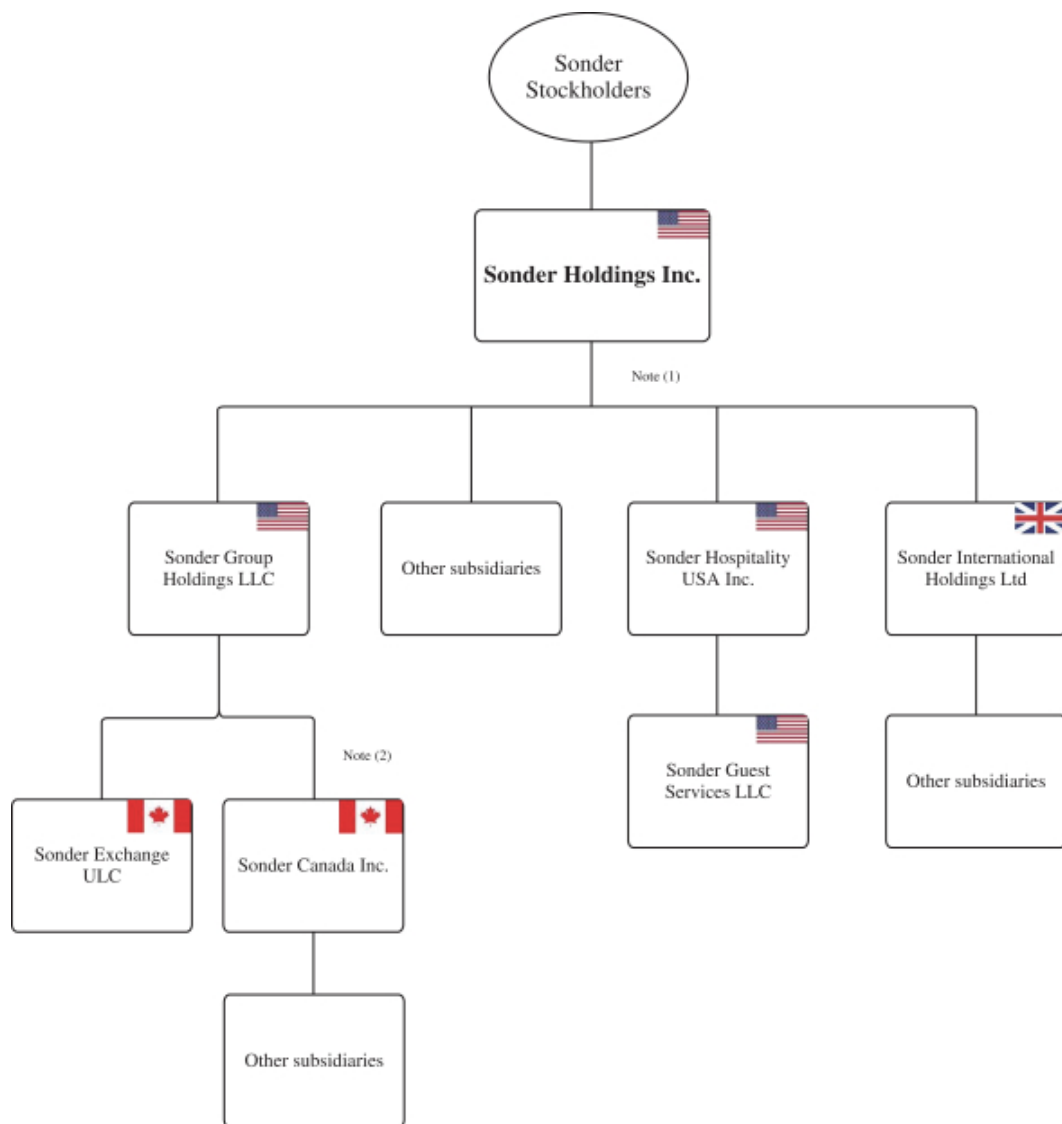 Sonder
Stockholders
Sonder Holdings Inc.
Note (1)
Sonder Group
Holdings LLC
Other subsidiaries
Sonder Hospitality
USA Inc.
Sonder International
Holdings Ltd
Note (2)
Sonder Exchange
ULC
Sonder Canada Inc.
Sonder Guest
Services LLC
Other subsidiaries
Other subsidiaries